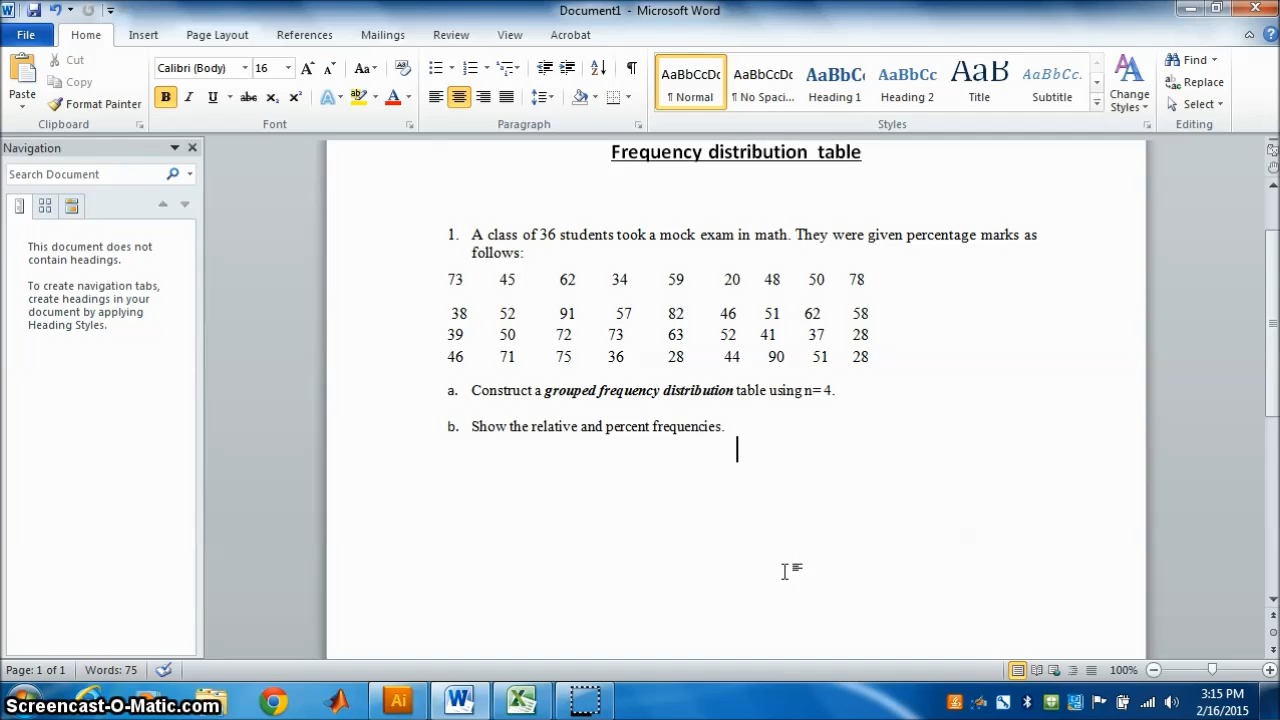 Document1 - Microsoft Word
File Home Insert Page Layout References Mailings Review View Acrobat
Paste Cut Copy Format Painter Clipboard
Calibri (Body) 16 Aa B I U abc x₂ x² A A Font
Paragraph
AaBbCcDc ¶ Normal AaBbCcDc ¶ No Spaci... AaBbCc Heading 1 AaBbCc Heading 2 AaB Title AaBbCc. Subtitle Change Styles Styles
Find Replace Select Editing
Navigation
Search Document
This document does not
contain headings.
To create navigation tabs,
create headings in your
document by applying
Heading Styles.
Frequency distribution table
1. A class of 36 students took a mock exam in math. They were given percentage marks as
follows:
73 45 62 34 59 20 48 50 78
38 52 91 57 82 46 51 62 58
39 50 72 73 63 52 41 37 28
46 71 75 36 28 44 90 51 28
a. Construct a grouped frequency distribution table using n= 4.
b. Show the relative and percent frequencies.
Page: 1 of 1 Words: 75 100%
Ai W X
3:15 PM
2/16/2015
Screencast-O-Matic.com